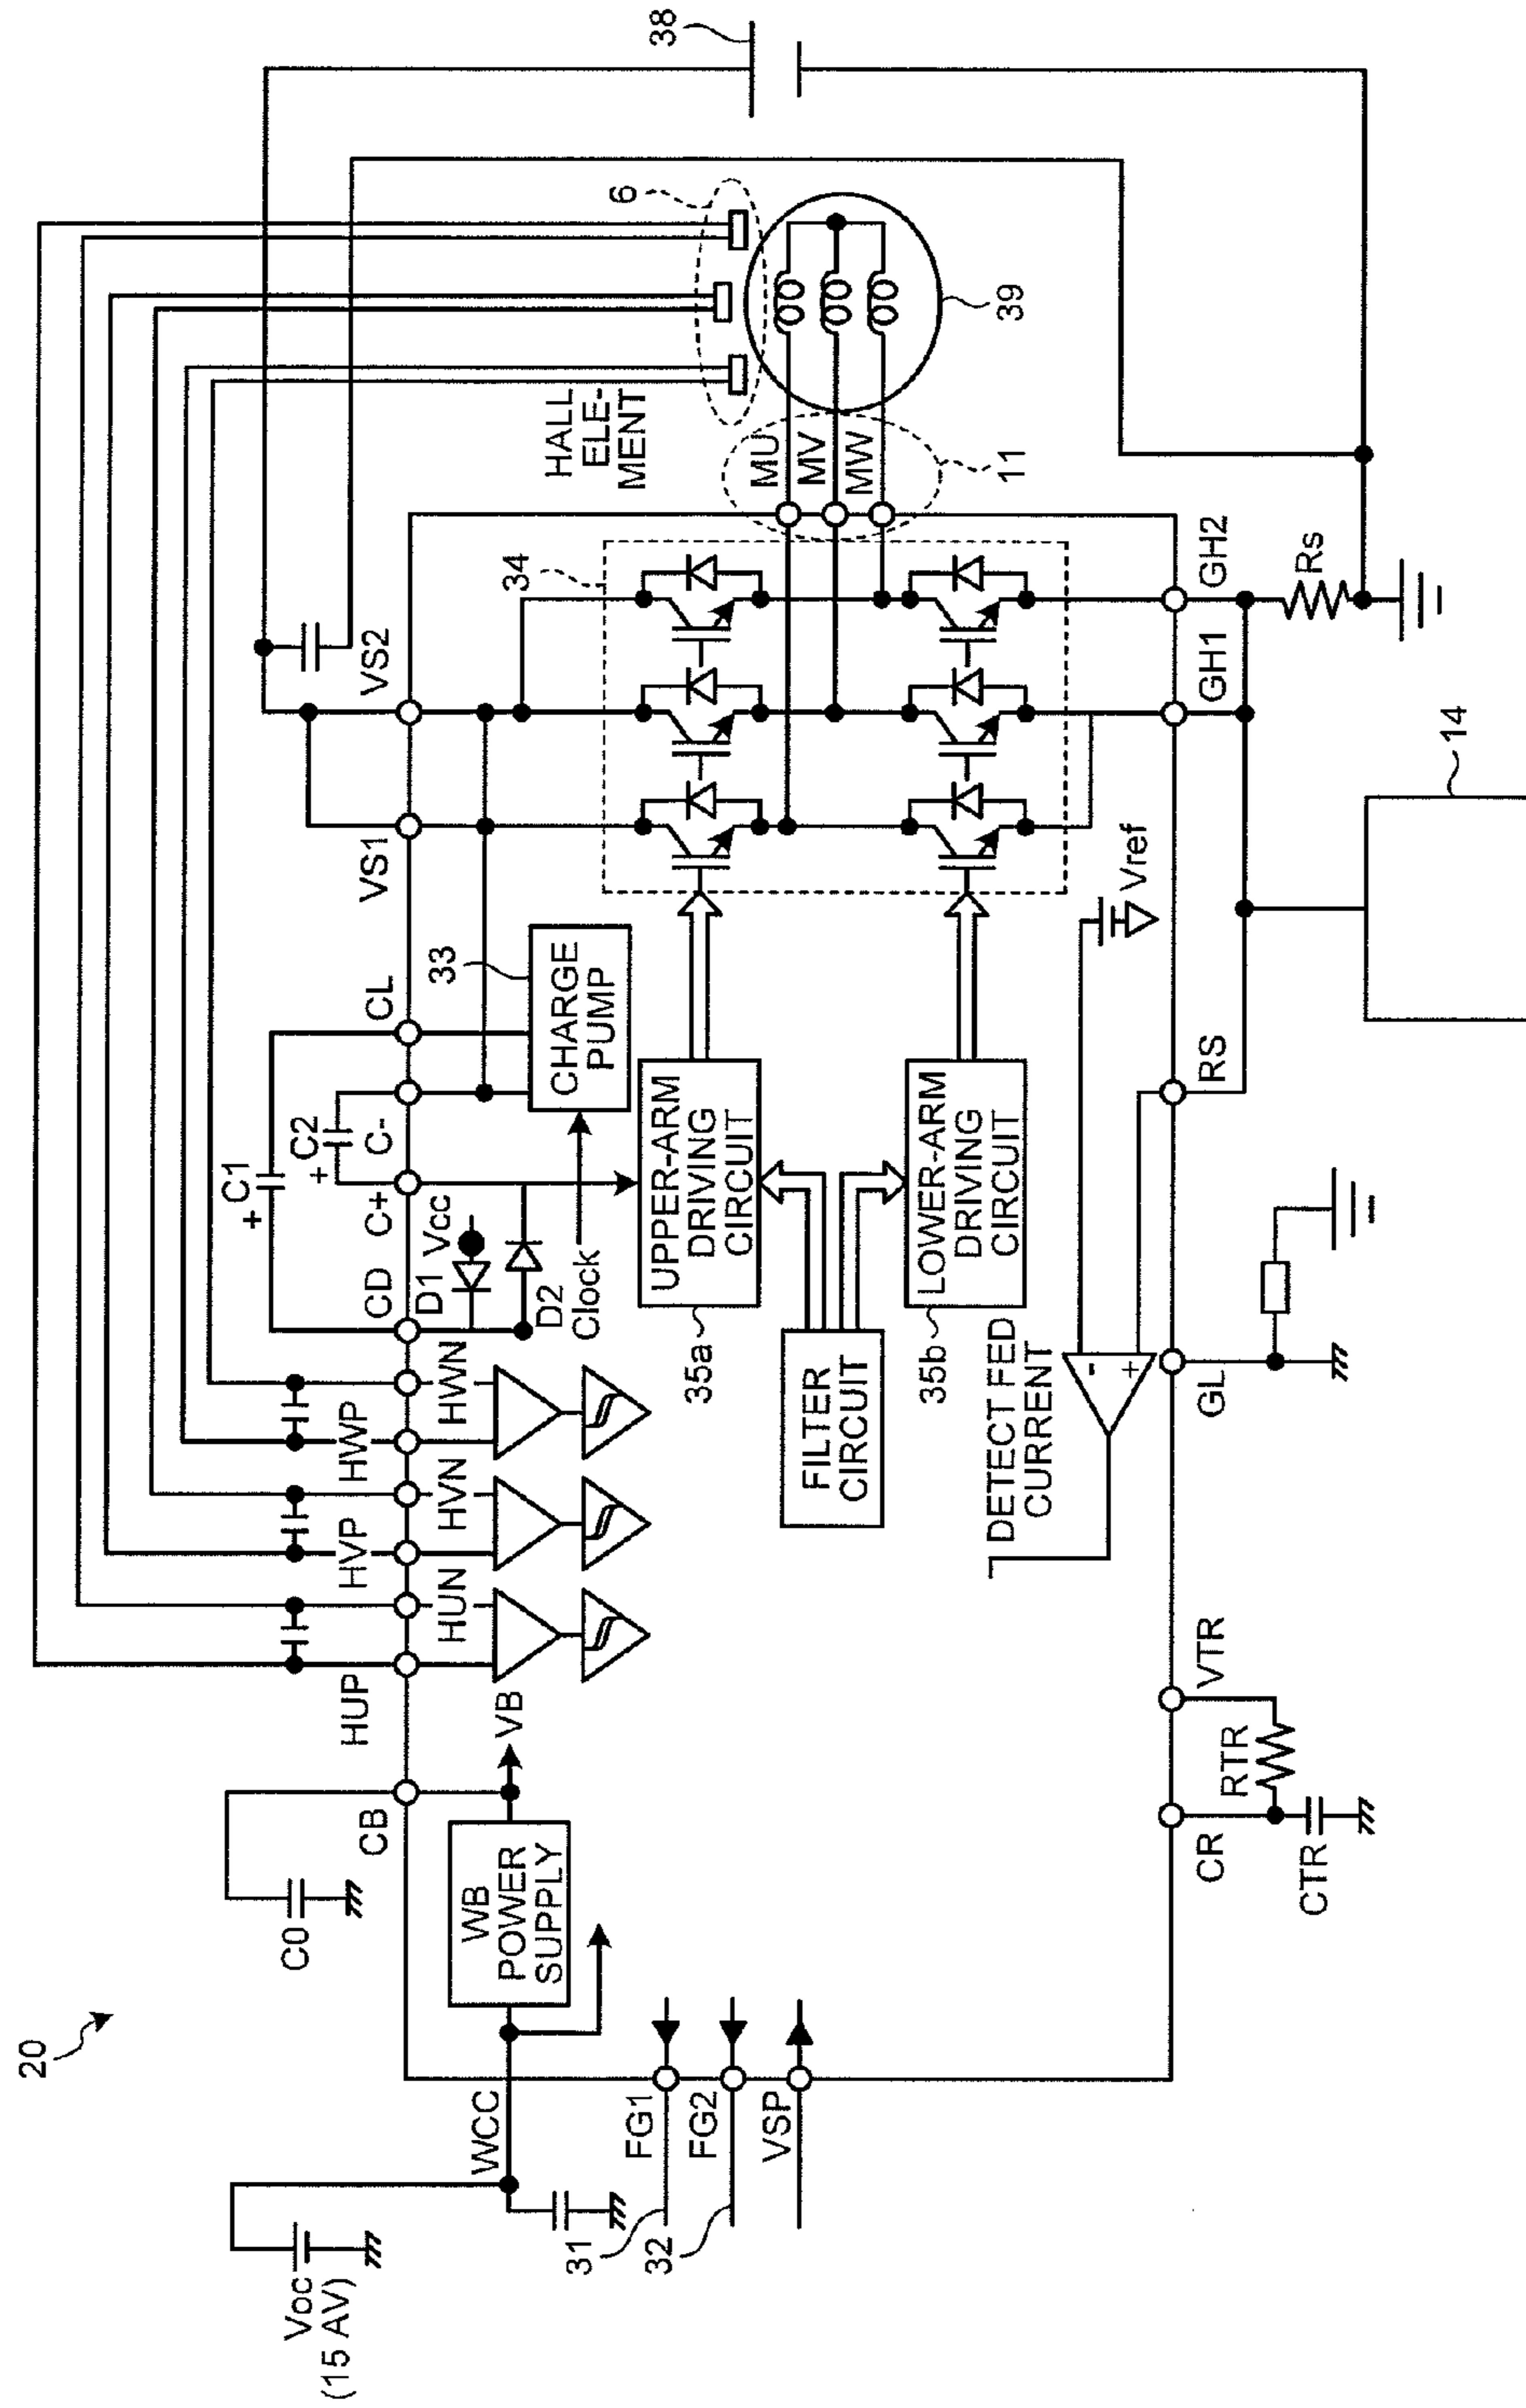 20
Voc
(15 AV)
C0
CB
HUP
HUN
HVP
HVN
HWP
HWN
CD
C+
C-
CL
+
C1
+
C2
VS1
VS2
38
WCC
WB
POWER
SUPPLY
VB
D1
Vcc
D2
Clock
33
CHARGE
PUMP
34
HALL
ELE-
MENT
6
31
FG1
32
FG2
VSP
35a
UPPER-ARM
DRIVING
CIRCUIT
FILTER
CIRCUIT
35b
LOWER-ARM
DRIVING
CIRCUIT
MU
MV
MW
11
39
DETECT FED
CURRENT
-
+
Vref
CR
VTR
RTR
CTR
GL
RS
GH1
GH2
Rs
14